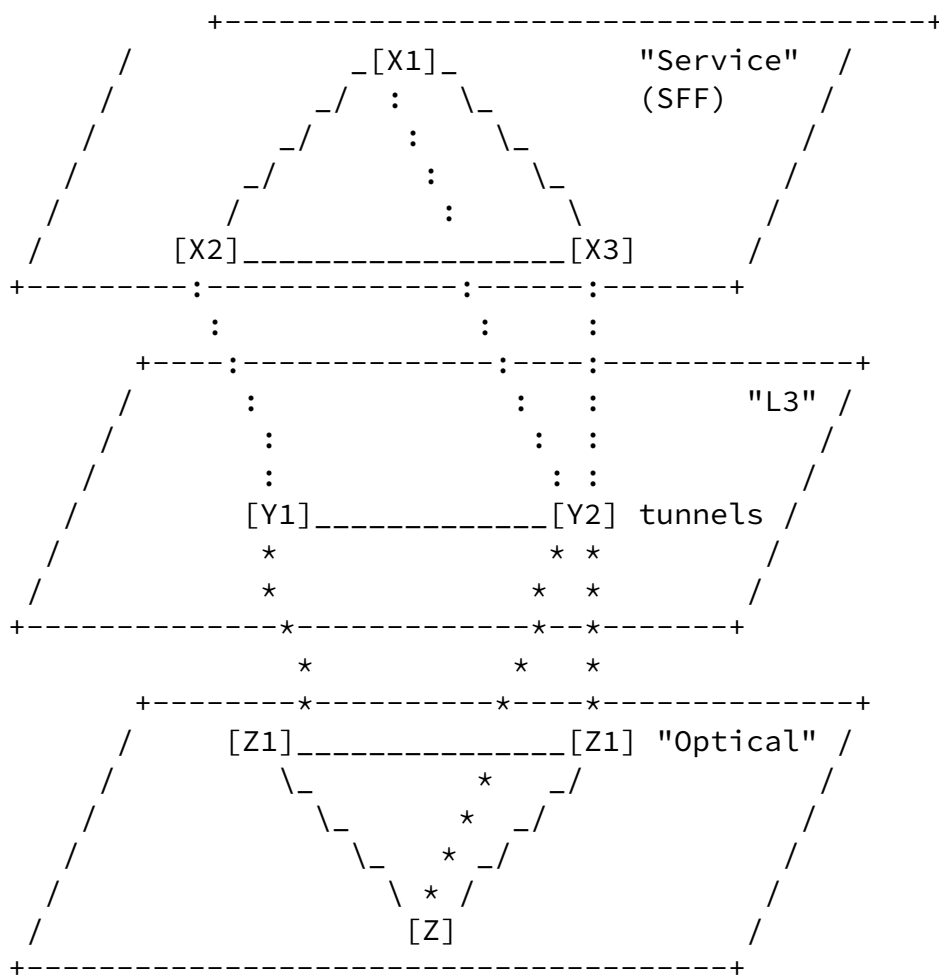 [X1] "Service"
(SFF)
[X2] [X3]
"L3"
[Y1] [Y2] tunnels
[Z1] [Z1] "Optical"
[Z]